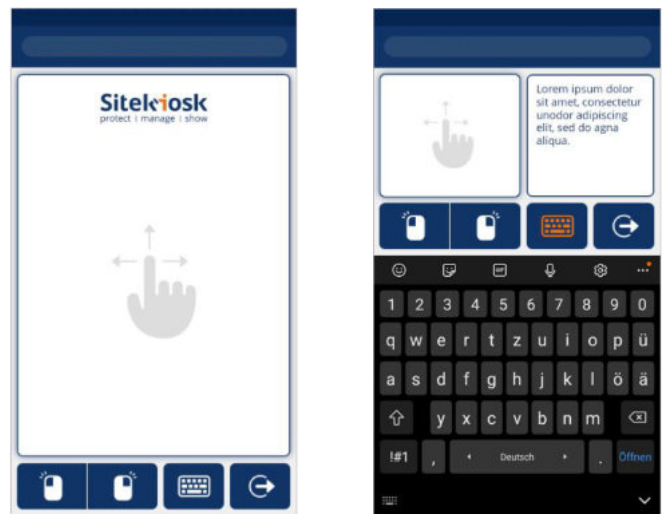 Sitekiosk
protect | manage | show
Lorem ipsum dolor
sit amet, consectetur
unodor adipiscing
elit, sed do agna
aliqua.
GIF
1 2 3 4 5 6 7 8 9 0
q w e r t z u i o p ü
a s d f g h j k l ö ä
y x c v b n m
!#1 , Deutsch . Öffnen